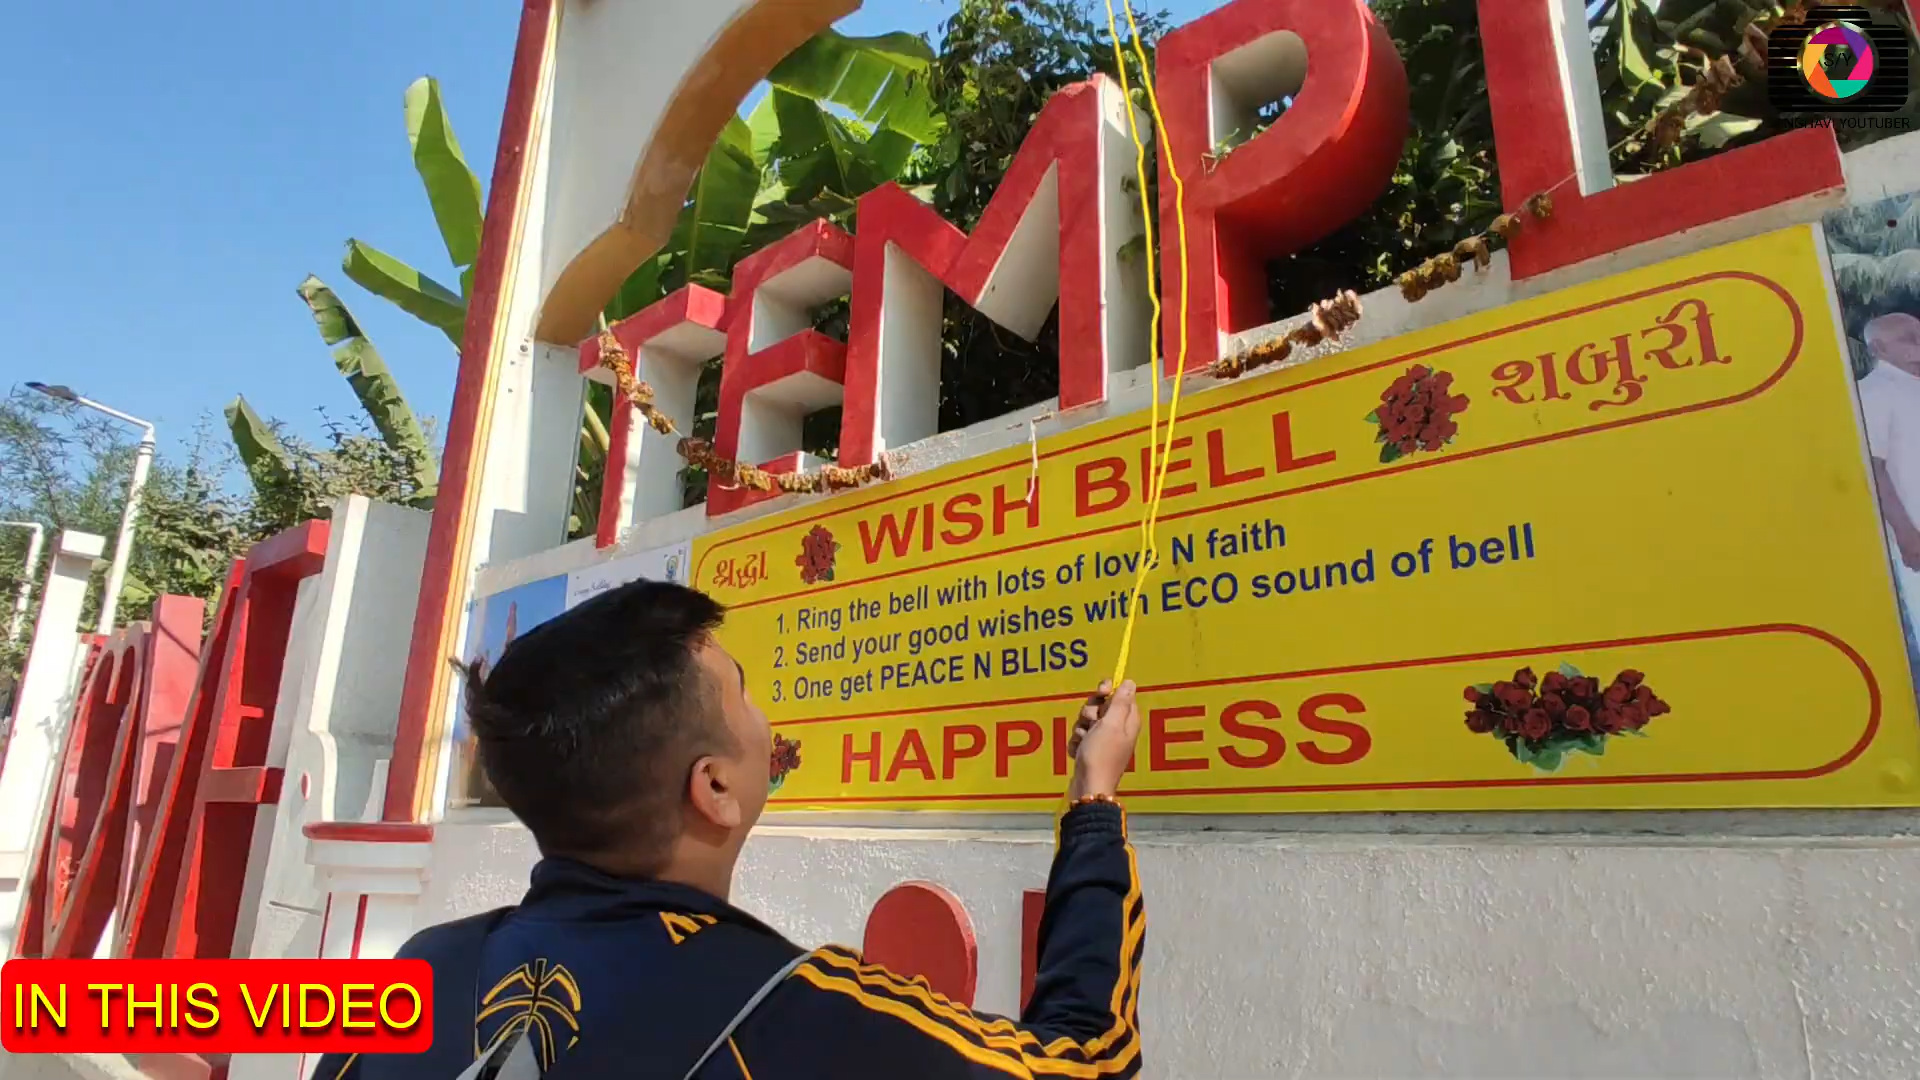 TEMPL
શ્રદ્ધા WISH BELL શબુરી
1. Ring the bell with lots of love N faith
2. Send your good wishes with ECO sound of bell
3. One get PEACE N BLISS
HAPPINESS
IN THIS VIDEO
S/Y
YOUTUBER